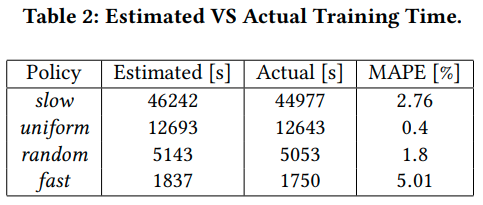 Table 2: Estimated VS Actual Training Time.
Policy Estimated [s] Actual [s] MAPE [%]
slow 46242 44977 2.76
uniform 12693 12643 0.4
random 5143 5053 1.8
fast 1837 1750 5.01